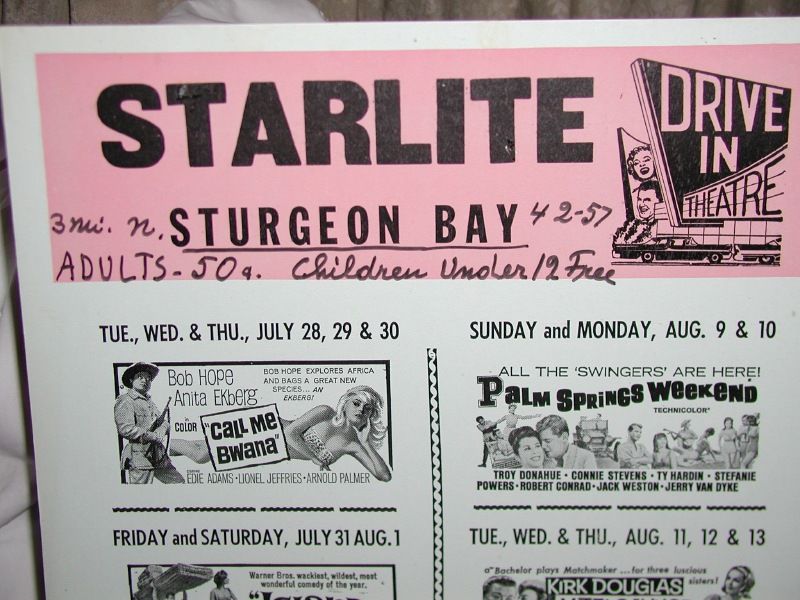 STARLITE
DRIVE
IN
THEATRE
3 mi. N. STURGEON BAY 42-57
ADULTS - 50¢. Children Under 12 Free
TUE., WED. & THU., JULY 28, 29 & 30
BOB HOPE
ANITA EKBERG
BOB HOPE EXPLORES AFRICA
AND BAGS A GREAT NEW
SPECIES... AN
EKBERG!
in
COLOR
"CALL ME
BWANA"
EDIE ADAMS • LIONEL JEFFRIES • ARNOLD PALMER
FRIDAY and SATURDAY, JULY 31 AUG. 1
Warner Bros. wackiest, wildest, most
wonderful comedy of the year.
SUNDAY and MONDAY, AUG. 9 & 10
ALL THE 'SWINGERS' ARE HERE!
PALM SPRINGS WEEKEND
TECHNICOLOR®
TROY DONAHUE • CONNIE STEVENS • TY HARDIN • STEFANIE
POWERS • ROBERT CONRAD • JACK WESTON • JERRY VAN DYKE
TUE., WED. & THU., AUG. 11, 12 & 13
a Bachelor plays Matchmaker ...for three luscious
sisters!
KIRK DOUGLAS